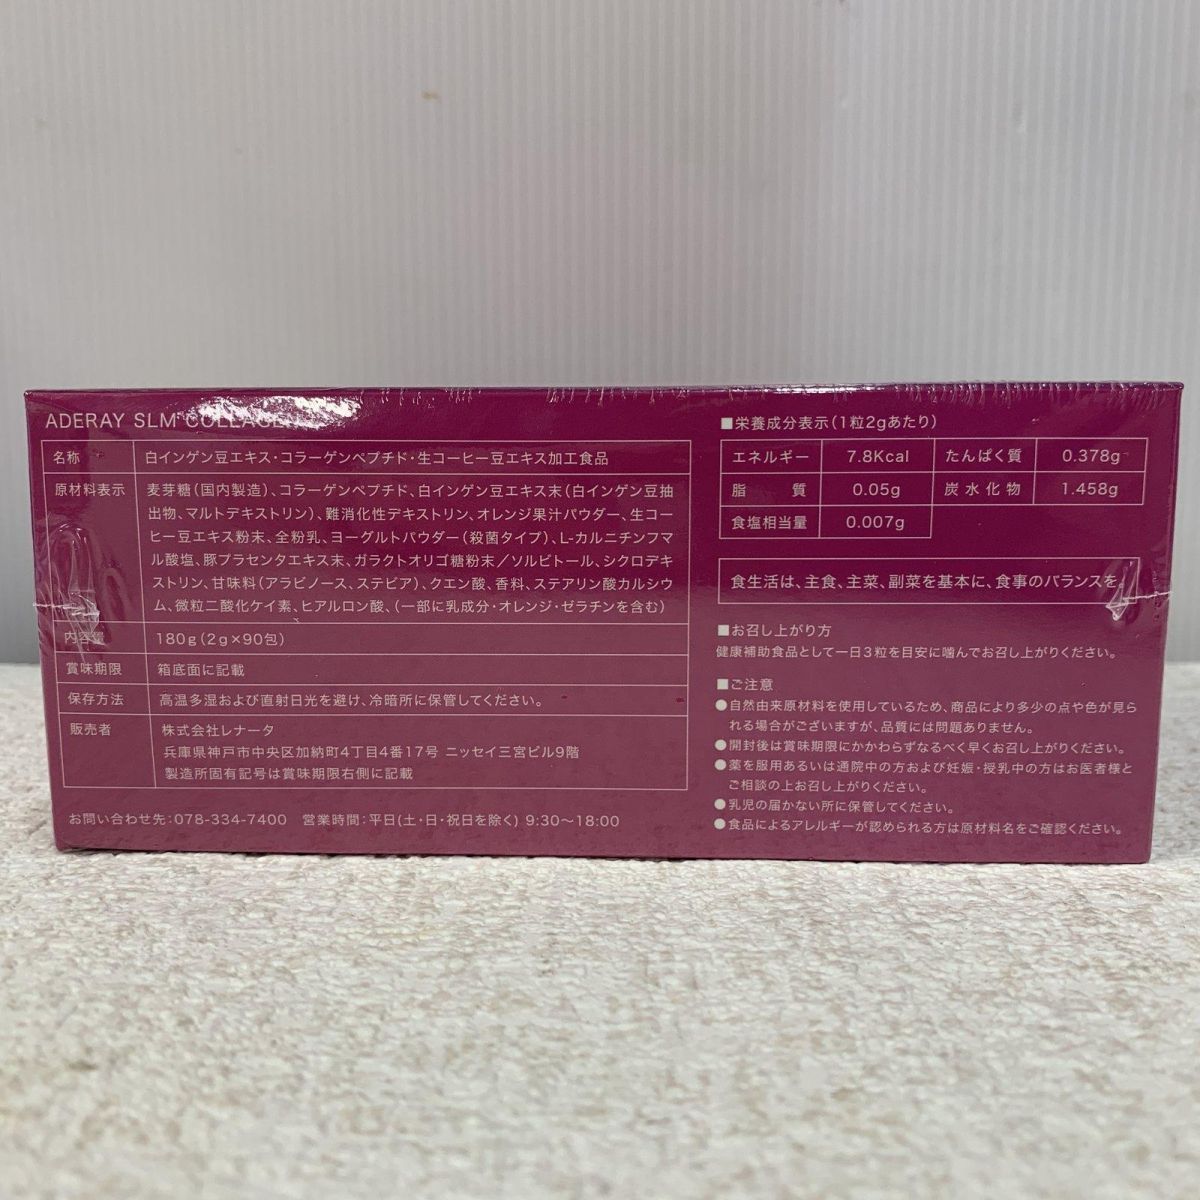 ADERAY SLM COLLAGEN
名称 白インゲン豆エキス・コラーゲンペプチド・生コーヒー豆エキス加工食品
原材料表示 麦芽糖(国内製造)、コラーゲンペプチド、白インゲン豆エキス末(白インゲン豆抽
出物、マルトデキストリン)、難消化性デキストリン、オレンジ果汁パウダー、生コー
ヒー豆エキス粉末、全粉乳、ヨーグルトパウダー(殺菌タイプ)、L-カルニチンフマ
ル酸塩、豚プラセンタエキス末、ガラクトオリゴ糖粉末/ソルビトール、シクロデキ
ストリン、甘味料(アラビノース、ステビア)、クエン酸、香料、ステアリン酸カルシウ
ム、微粒二酸化ケイ素、ヒアルロン酸、(一部に乳成分・オレンジ・ゼラチンを含む)
内容量 180g(2g×90包)
賞味期限 箱底面に記載
保存方法 高温多湿および直射日光を避け、冷暗所に保管してください。
販売者 株式会社レナータ
兵庫県神戸市中央区加納町4丁目4番17号 ニッセイ三宮ビル9階
製造所固有記号は賞味期限右側に記載
お問い合わせ先:078-334-7400 営業時間:平日(土・日・祝日を除く) 9:30〜18:00
■栄養成分表示(1粒2gあたり)
エネルギー 7.8Kcal たんぱく質 0.378g
脂質 0.05g 炭水化物 1.458g
食塩相当量 0.007g
食生活は、主食、主菜、副菜を基本に、食事のバランスを。
■お召し上がり方
健康補助食品として一日3粒を目安に噛んでお召し上がりください。
■ご注意
●自然由来原材料を使用しているため、商品により多少の点や色が見ら
れる場合がございますが、品質には問題ありません。
●開封後は賞味期限にかかわらずなるべく早くお召し上がりください。
●薬を服用あるいは通院中の方および妊娠・授乳中の方はお医者様と
ご相談の上お召し上がりください。
●乳児の届かない所に保管してください。
●食品によるアレルギーが認められる方は原材料名をご確認ください。